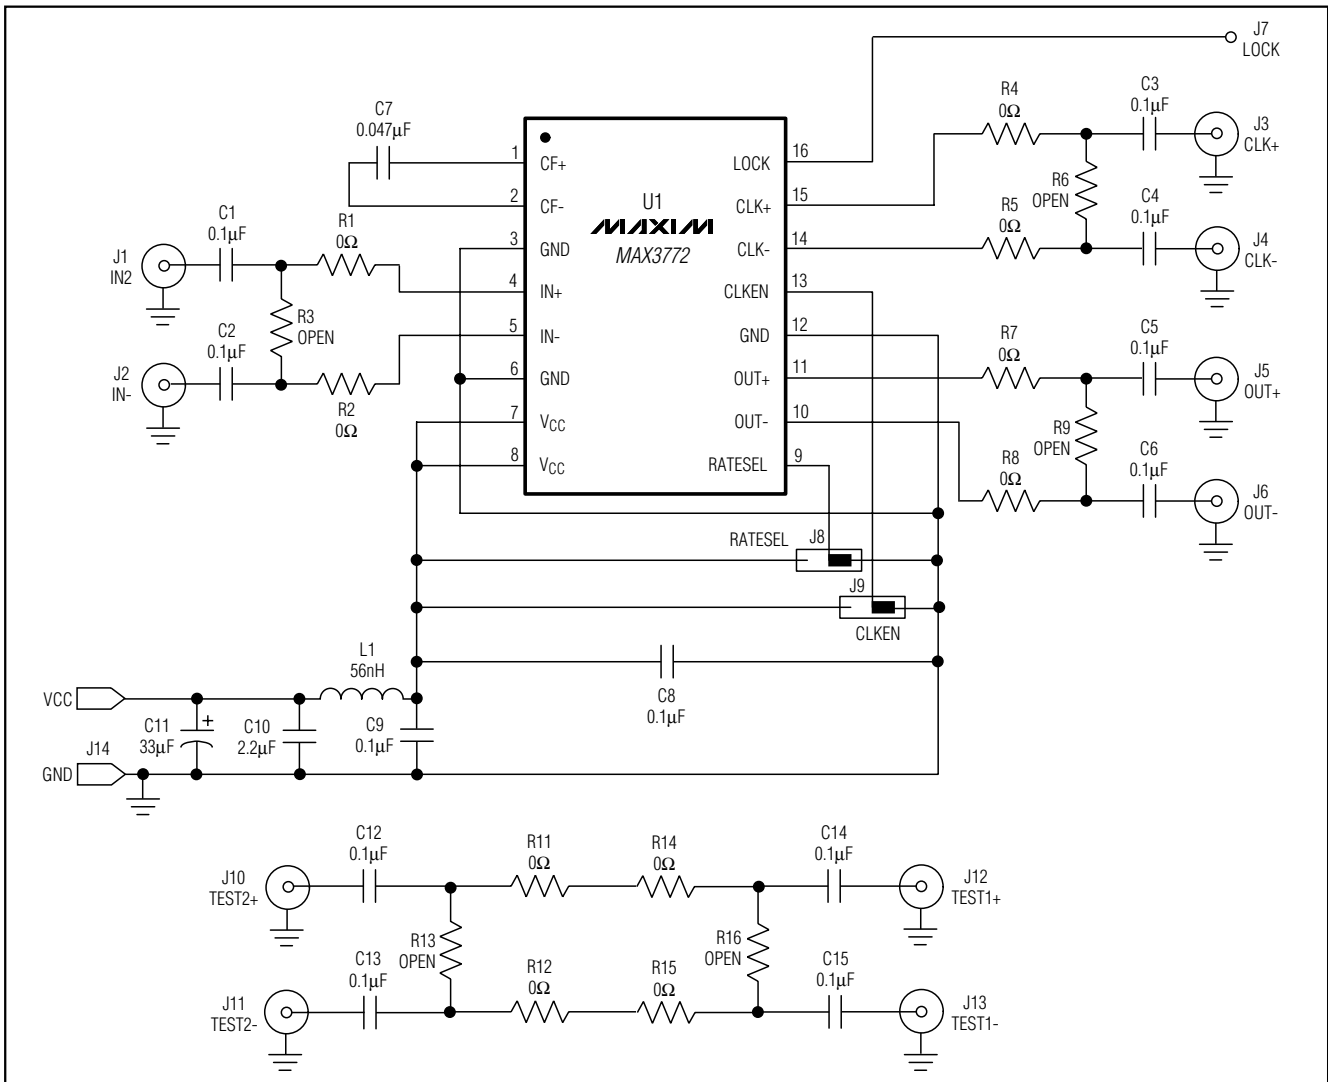 J7
LOCK
C7
0.047µF
R4
0Ω
C3
0.1µF
J3
CLK+
R6
OPEN
R5
0Ω
C4
0.1µF
J4
CLK-
U1
MAXIM
MAX3772
1
CF+
2
CF-
3
GND
4
IN+
5
IN-
6
GND
7
VCC
8
VCC
16
LOCK
15
CLK+
14
CLK-
13
CLKEN
12
GND
11
OUT+
10
OUT-
9
RATESEL
J1
IN2
C1
0.1µF
R1
0Ω
R3
OPEN
J2
IN-
C2
0.1µF
R2
0Ω
R7
0Ω
C5
0.1µF
J5
OUT+
R9
OPEN
R8
0Ω
C6
0.1µF
J6
OUT-
RATESEL
J8
J9
CLKEN
L1
56nH
C8
0.1µF
VCC
C11
33µF
+
C10
2.2µF
C9
0.1µF
J14
GND
J10
TEST2+
C12
0.1µF
R11
0Ω
R14
0Ω
C14
0.1µF
J12
TEST1+
R13
OPEN
R16
OPEN
J11
TEST2-
C13
0.1µF
R12
0Ω
R15
0Ω
C15
0.1µF
J13
TEST1-